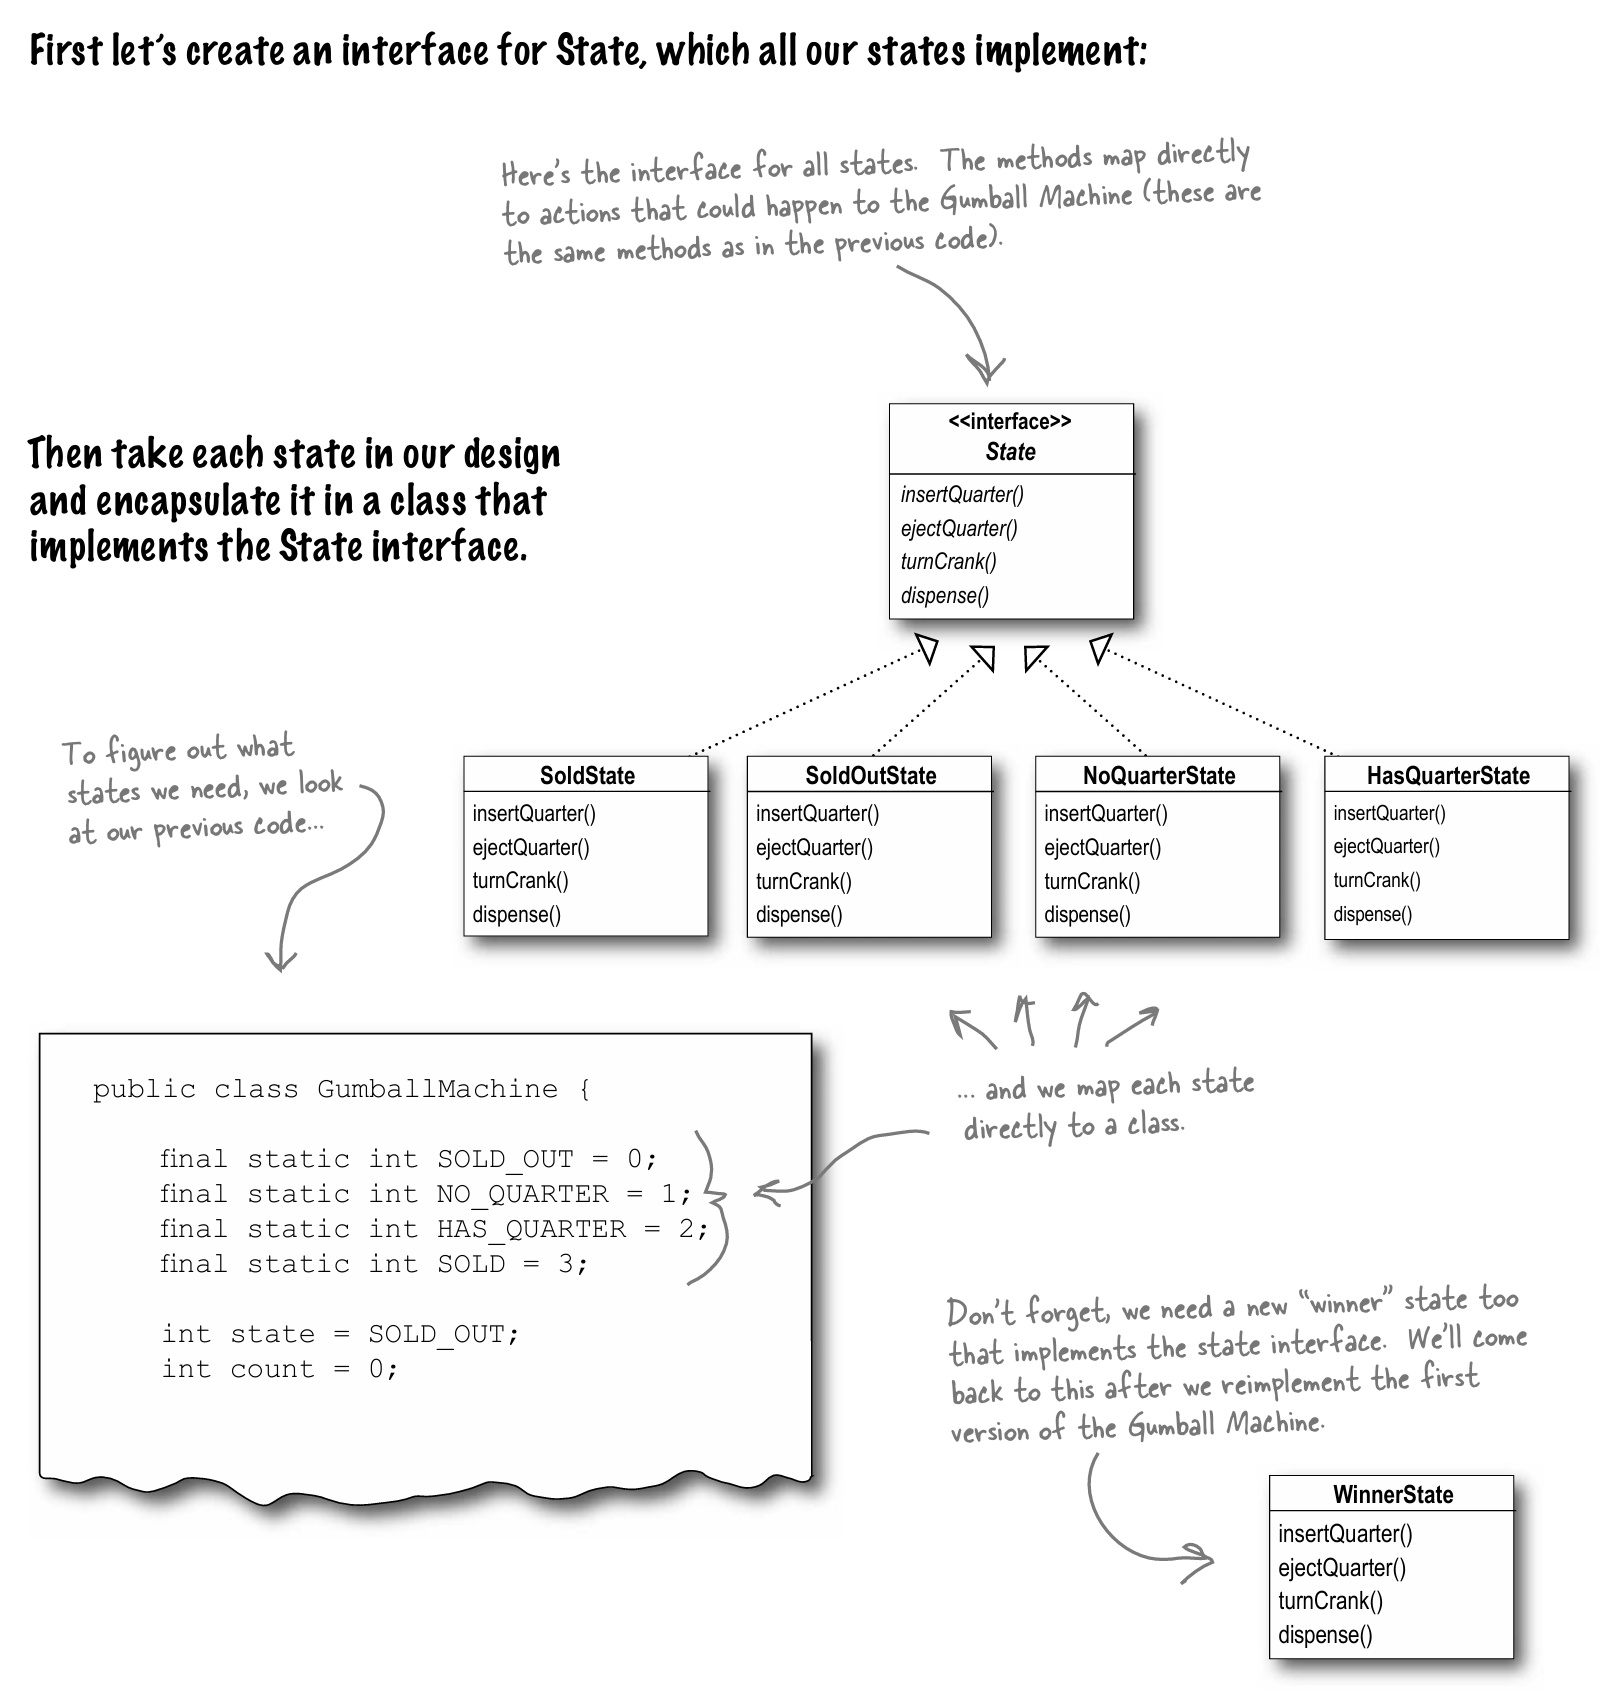 First let's create an interface for State, which all our states implement:
Here's the interface for all states. The methods map directly
to actions that could happen to the Gumball Machine (these are
the same methods as in the previous code).
<<interface>>
State
insertQuarter()
ejectQuarter()
turnCrank()
dispense()
Then take each state in our design
and encapsulate it in a class that
implements the State interface.
To figure out what
states we need, we look
at our previous code...
SoldState
insertQuarter()
ejectQuarter()
turnCrank()
dispense()
SoldOutState
insertQuarter()
ejectQuarter()
turnCrank()
dispense()
NoQuarterState
insertQuarter()
ejectQuarter()
turnCrank()
dispense()
HasQuarterState
insertQuarter()
ejectQuarter()
turnCrank()
dispense()
public class GumballMachine {
final static int SOLD_OUT = 0;
final static int NO_QUARTER = 1;
final static int HAS_QUARTER = 2;
final static int SOLD = 3;
int state = SOLD_OUT;
int count = 0;
... and we map each state
directly to a class.
Don't forget, we need a new “winner” state too
that implements the state interface. We'll come
back to this after we reimplement the first
version of the Gumball Machine.
WinnerState
insertQuarter()
ejectQuarter()
turnCrank()
dispense()